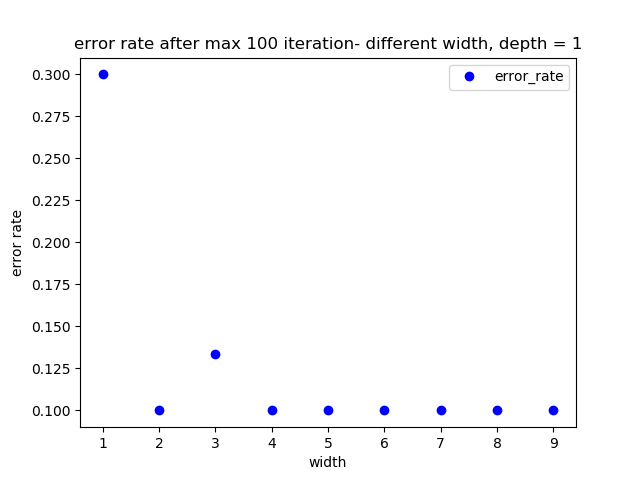 error rate after max 100 iteration- different width, depth = 1
error_rate
0.300
0.275
0.250
0.225
0.200
0.175
0.150
0.125
0.100
error rate
1 2 3 4 5 6 7 8 9
width